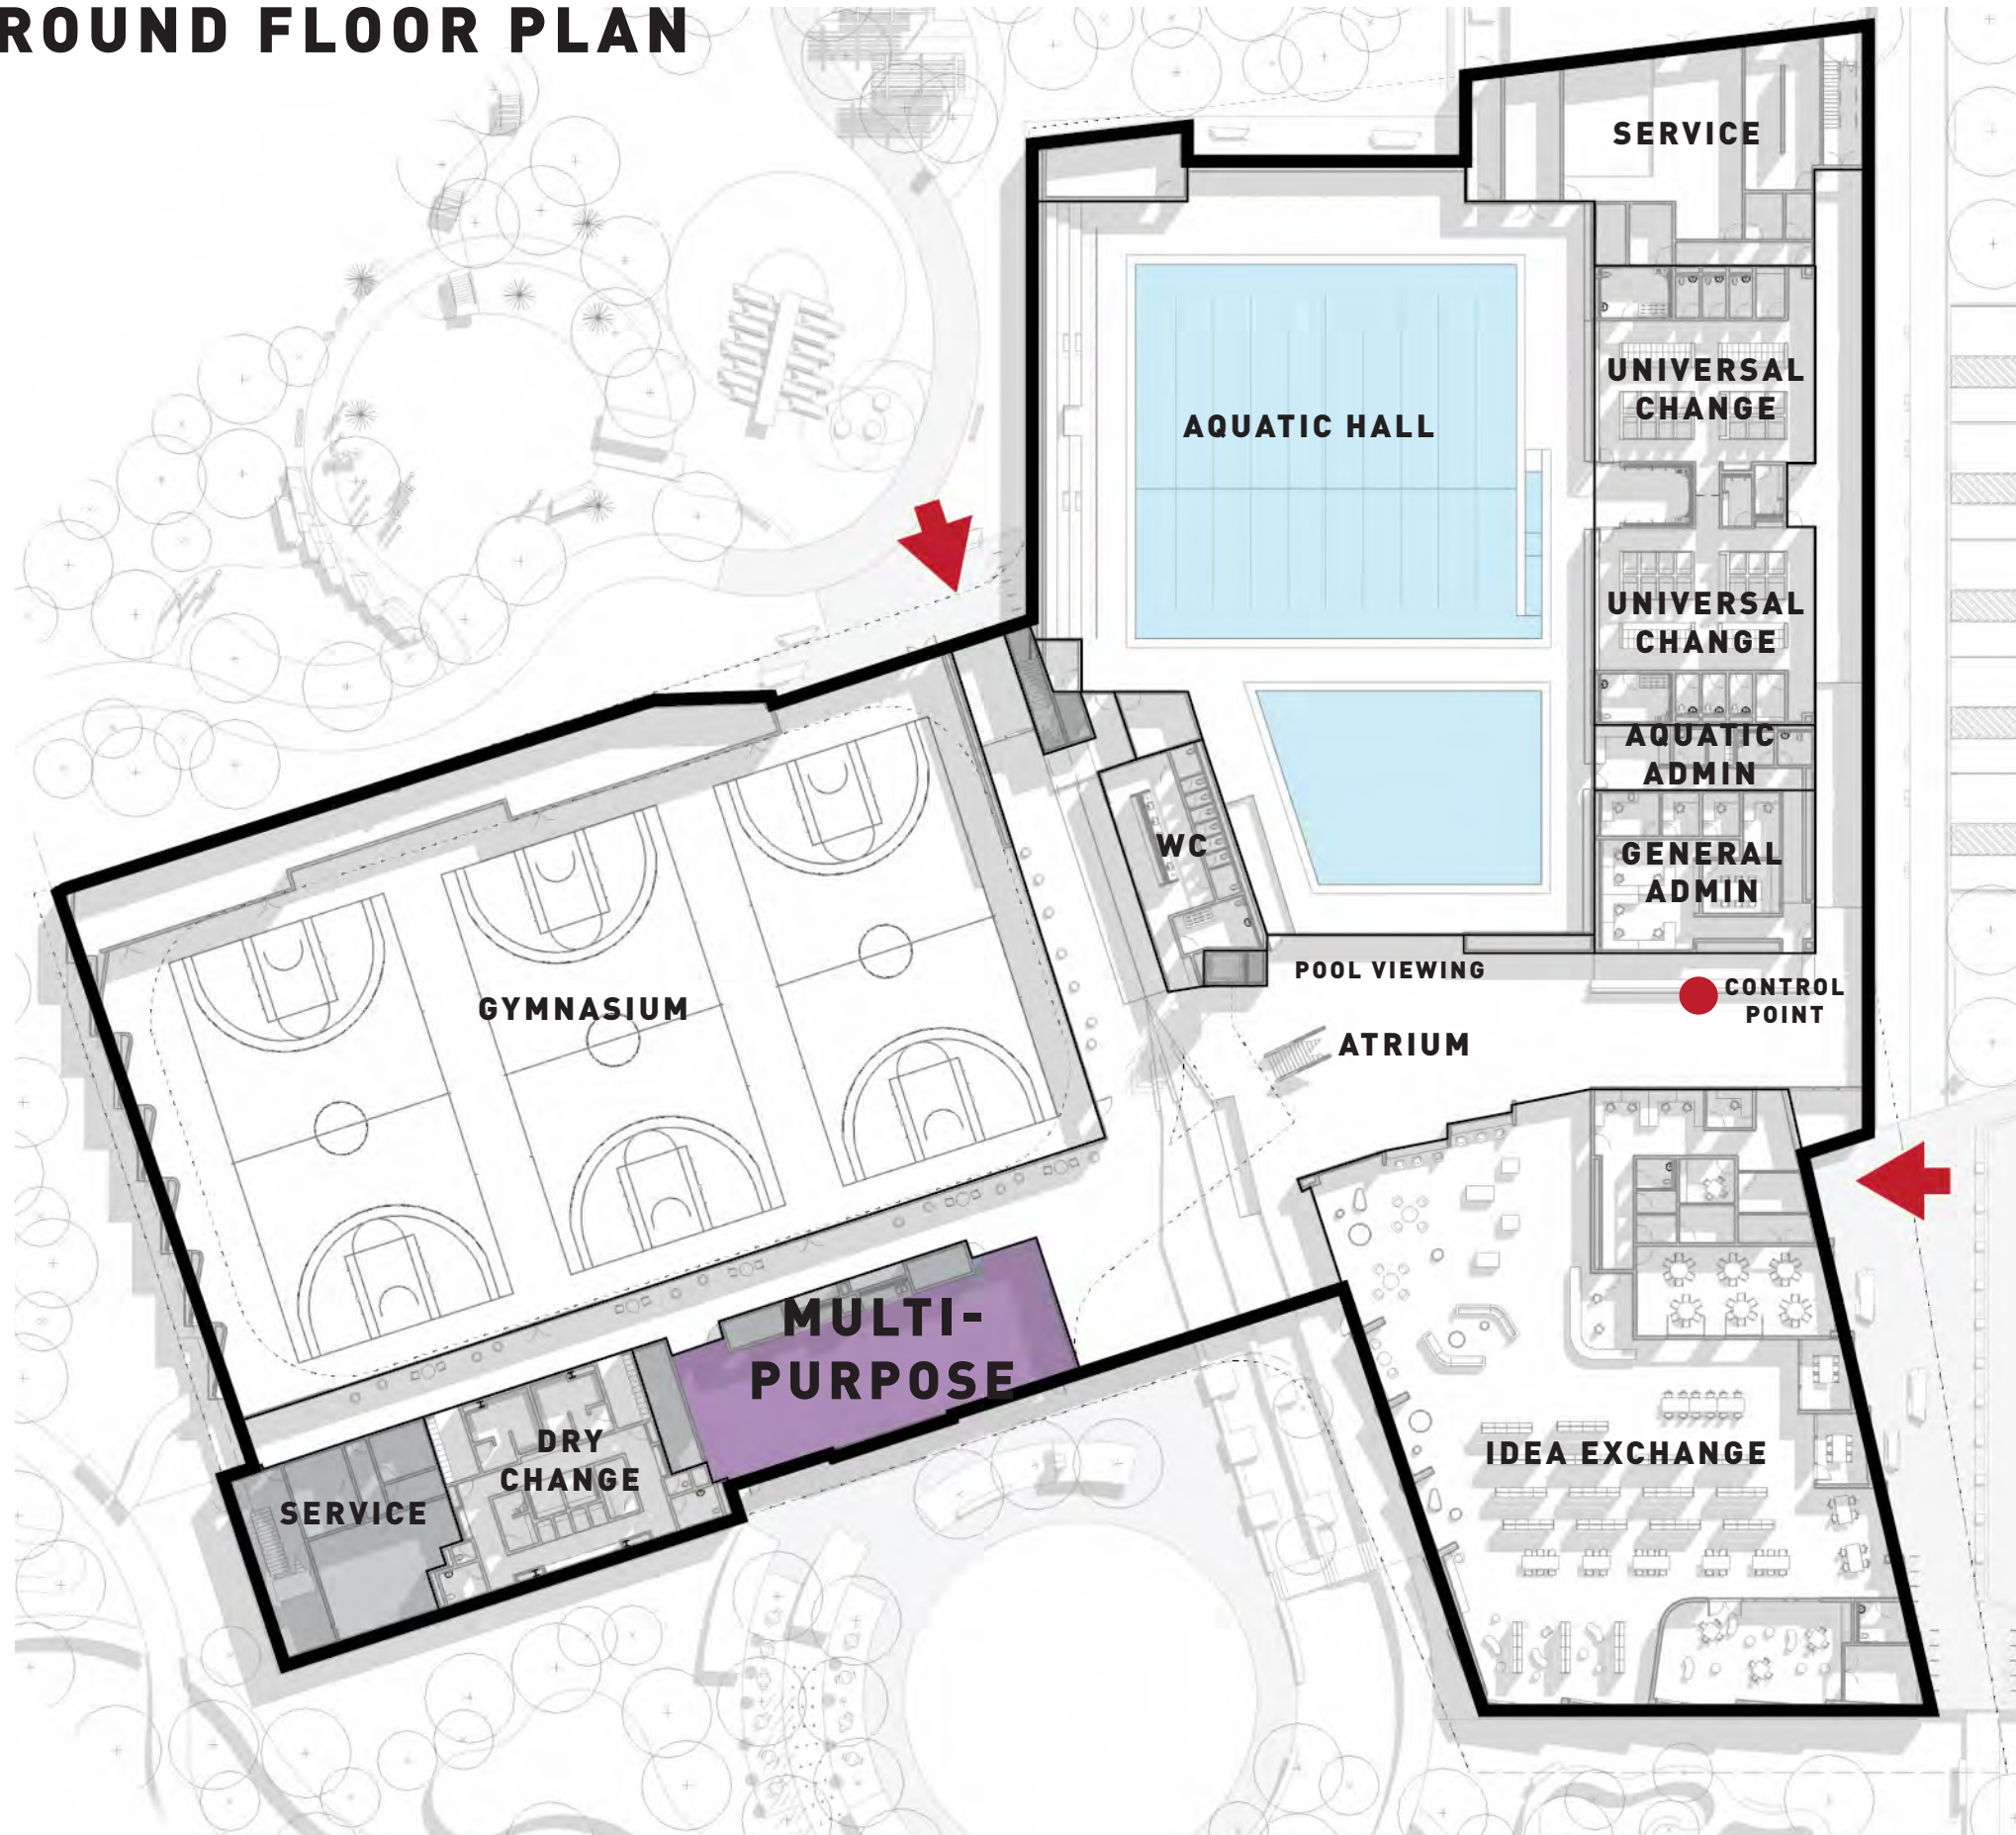 ROUND FLOOR PLAN
SERVICE
UNIVERSAL
CHANGE
AQUATIC HALL
UNIVERSAL
CHANGE
AQUATIC
ADMIN
WC
GENERAL
ADMIN
POOL VIEWING
CONTROL
POINT
GYMNASIUM
ATRIUM
MULTI-
PURPOSE
DRY
CHANGE
IDEA EXCHANGE
SERVICE